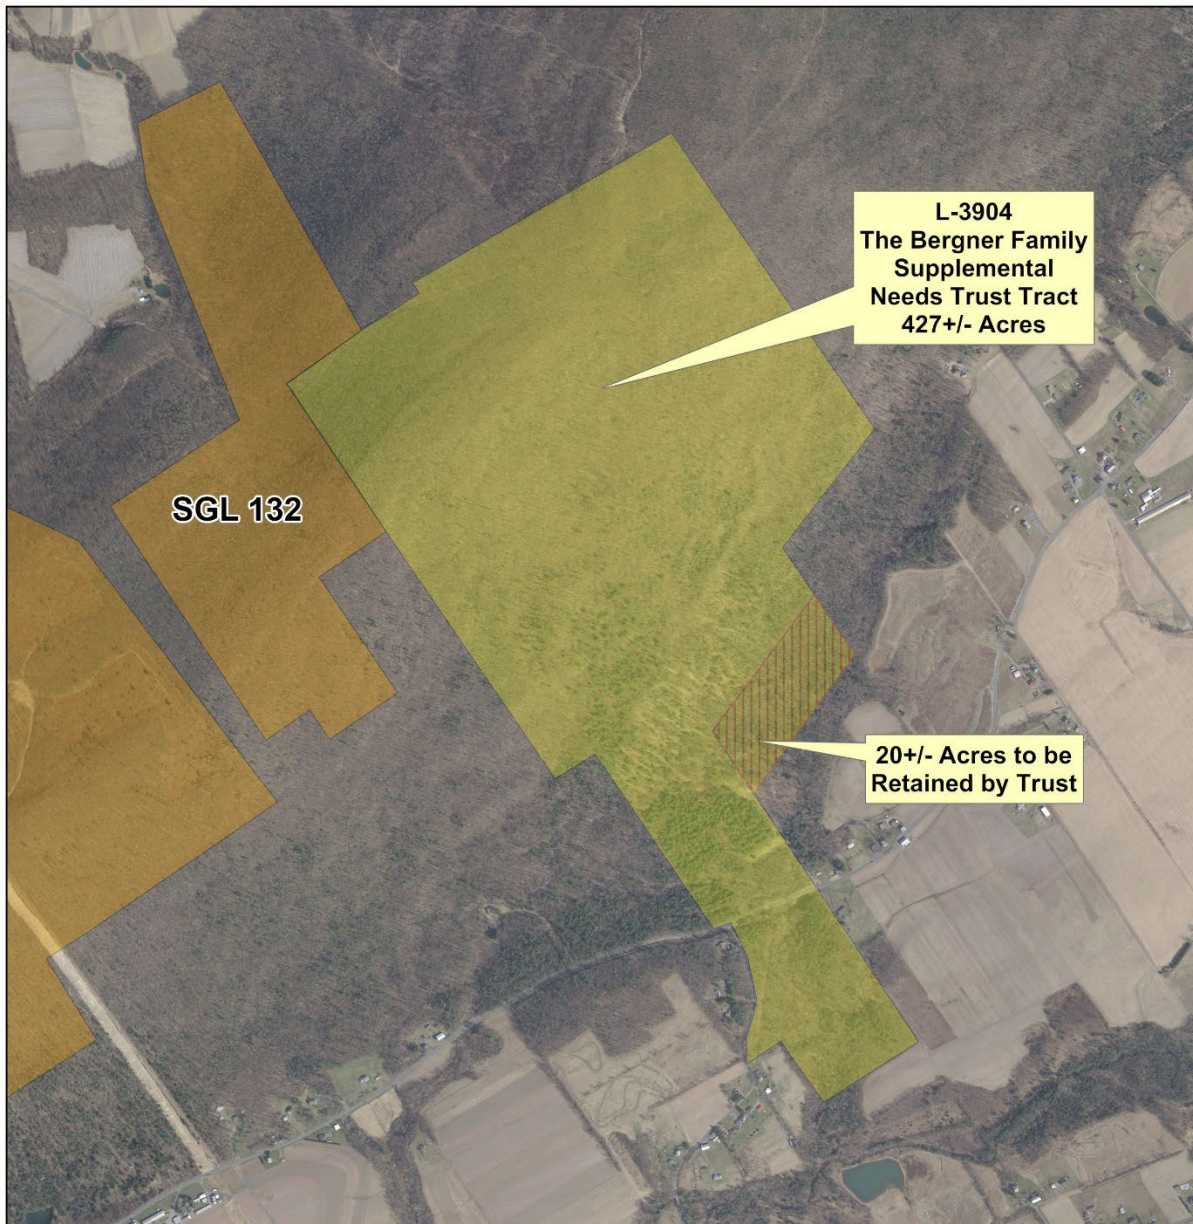 L-3904
The Bergner Family
Supplemental
Needs Trust Tract
427+/- Acres
SGL 132
20+/- Acres to be
Retained by Trust